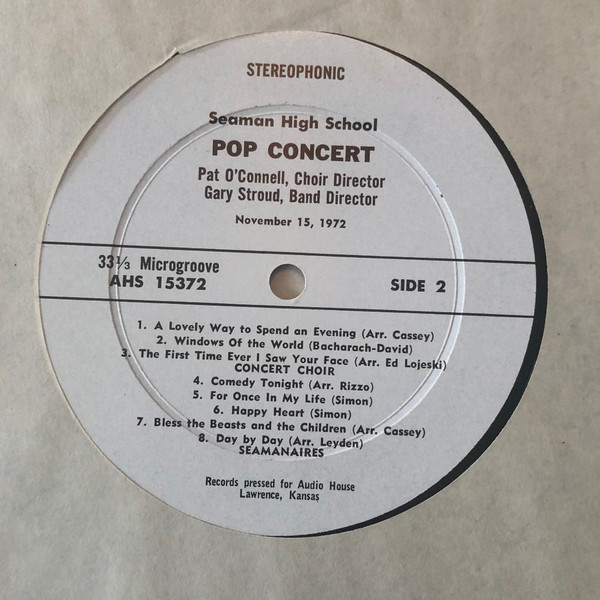 STEREOPHONIC
Seaman High School
POP CONCERT
Pat O'Connell, Choir Director
Gary Stroud, Band Director
November 15, 1972
33⅓ Microgroove
AHS 15372
SIDE 2
1. A Lovely Way to Spend an Evening (Arr. Cassey)
2. Windows Of the World (Bacharach-David)
3. The First Time Ever I Saw Your Face (Arr. Ed Lojeski)
CONCERT CHOIR
4. Comedy Tonight (Arr. Rizzo)
5. For Once In My Life (Simon)
6. Happy Heart (Simon)
7. Bless the Beasts and the Children (Arr. Cassey)
8. Day by Day (Arr. Leyden)
SEAMANAIRES
Records pressed for Audio House
Lawrence, Kansas